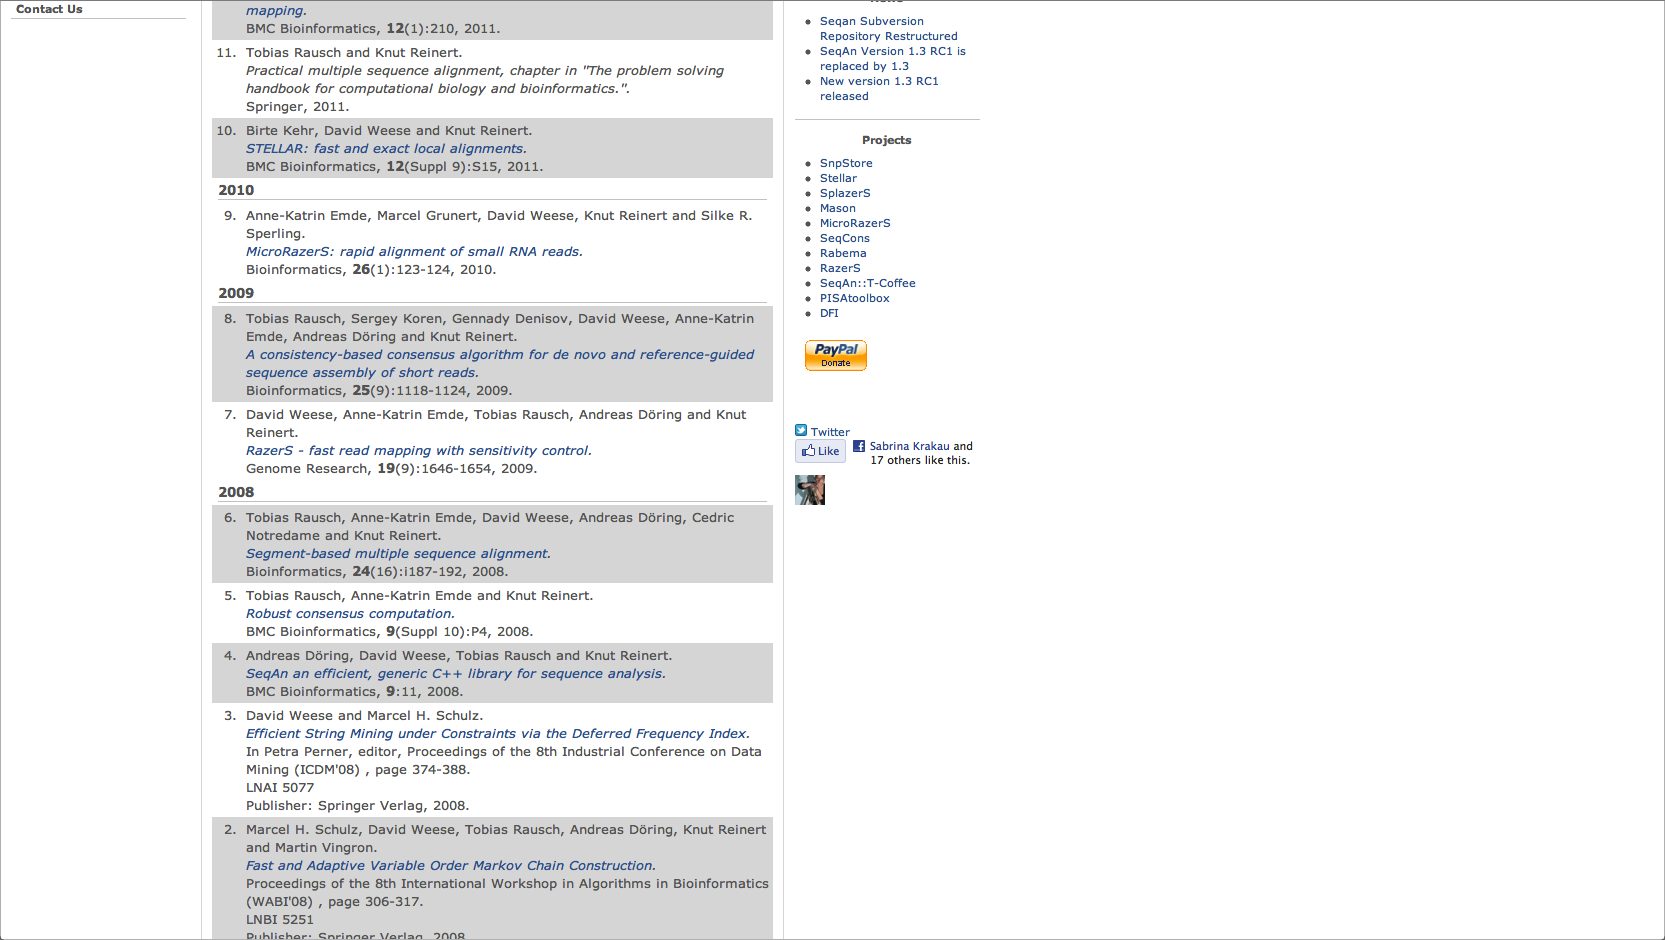 Contact Us
mapping.
BMC Bioinformatics, 12(1):210, 2011.
11. Tobias Rausch and Knut Reinert.
Practical multiple sequence alignment, chapter in "The problem solving
handbook for computational biology and bioinformatics.".
Springer, 2011.
10. Birte Kehr, David Weese and Knut Reinert.
STELLAR: fast and exact local alignments.
BMC Bioinformatics, 12(Suppl 9):S15, 2011.
2010
9. Anne-Katrin Emde, Marcel Grunert, David Weese, Knut Reinert and Silke R.
Sperling.
MicroRazerS: rapid alignment of small RNA reads.
Bioinformatics, 26(1):123-124, 2010.
2009
8. Tobias Rausch, Sergey Koren, Gennady Denisov, David Weese, Anne-Katrin
Emde, Andreas Döring and Knut Reinert.
A consistency-based consensus algorithm for de novo and reference-guided
sequence assembly of short reads.
Bioinformatics, 25(9):1118-1124, 2009.
7. David Weese, Anne-Katrin Emde, Tobias Rausch, Andreas Döring and Knut
Reinert.
RazerS - fast read mapping with sensitivity control.
Genome Research, 19(9):1646-1654, 2009.
2008
6. Tobias Rausch, Anne-Katrin Emde, David Weese, Andreas Döring, Cedric
Notredame and Knut Reinert.
Segment-based multiple sequence alignment.
Bioinformatics, 24(16):i187-192, 2008.
5. Tobias Rausch, Anne-Katrin Emde and Knut Reinert.
Robust consensus computation.
BMC Bioinformatics, 9(Suppl 10):P4, 2008.
4. Andreas Döring, David Weese, Tobias Rausch and Knut Reinert.
SeqAn an efficient, generic C++ library for sequence analysis.
BMC Bioinformatics, 9:11, 2008.
3. David Weese and Marcel H. Schulz.
Efficient String Mining under Constraints via the Deferred Frequency Index.
In Petra Perner, editor, Proceedings of the 8th Industrial Conference on Data
Mining (ICDM'08) , page 374-388.
LNAI 5077
Publisher: Springer Verlag, 2008.
2. Marcel H. Schulz, David Weese, Tobias Rausch, Andreas Döring, Knut Reinert
and Martin Vingron.
Fast and Adaptive Variable Order Markov Chain Construction.
Proceedings of the 8th International Workshop in Algorithms in Bioinformatics
(WABI'08) , page 306-317.
LNBI 5251
Publisher: Springer Verlag, 2008.
Seqan Subversion
Repository Restructured
SeqAn Version 1.3 RC1 is
replaced by 1.3
New version 1.3 RC1
released
Projects
SnpStore
Stellar
SplazerS
Mason
MicroRazerS
SeqCons
Rabema
RazerS
SeqAn::T-Coffee
PISAtoolbox
DFI
PayPal
Donate
Twitter
Like
Sabrina Krakau and
17 others like this.